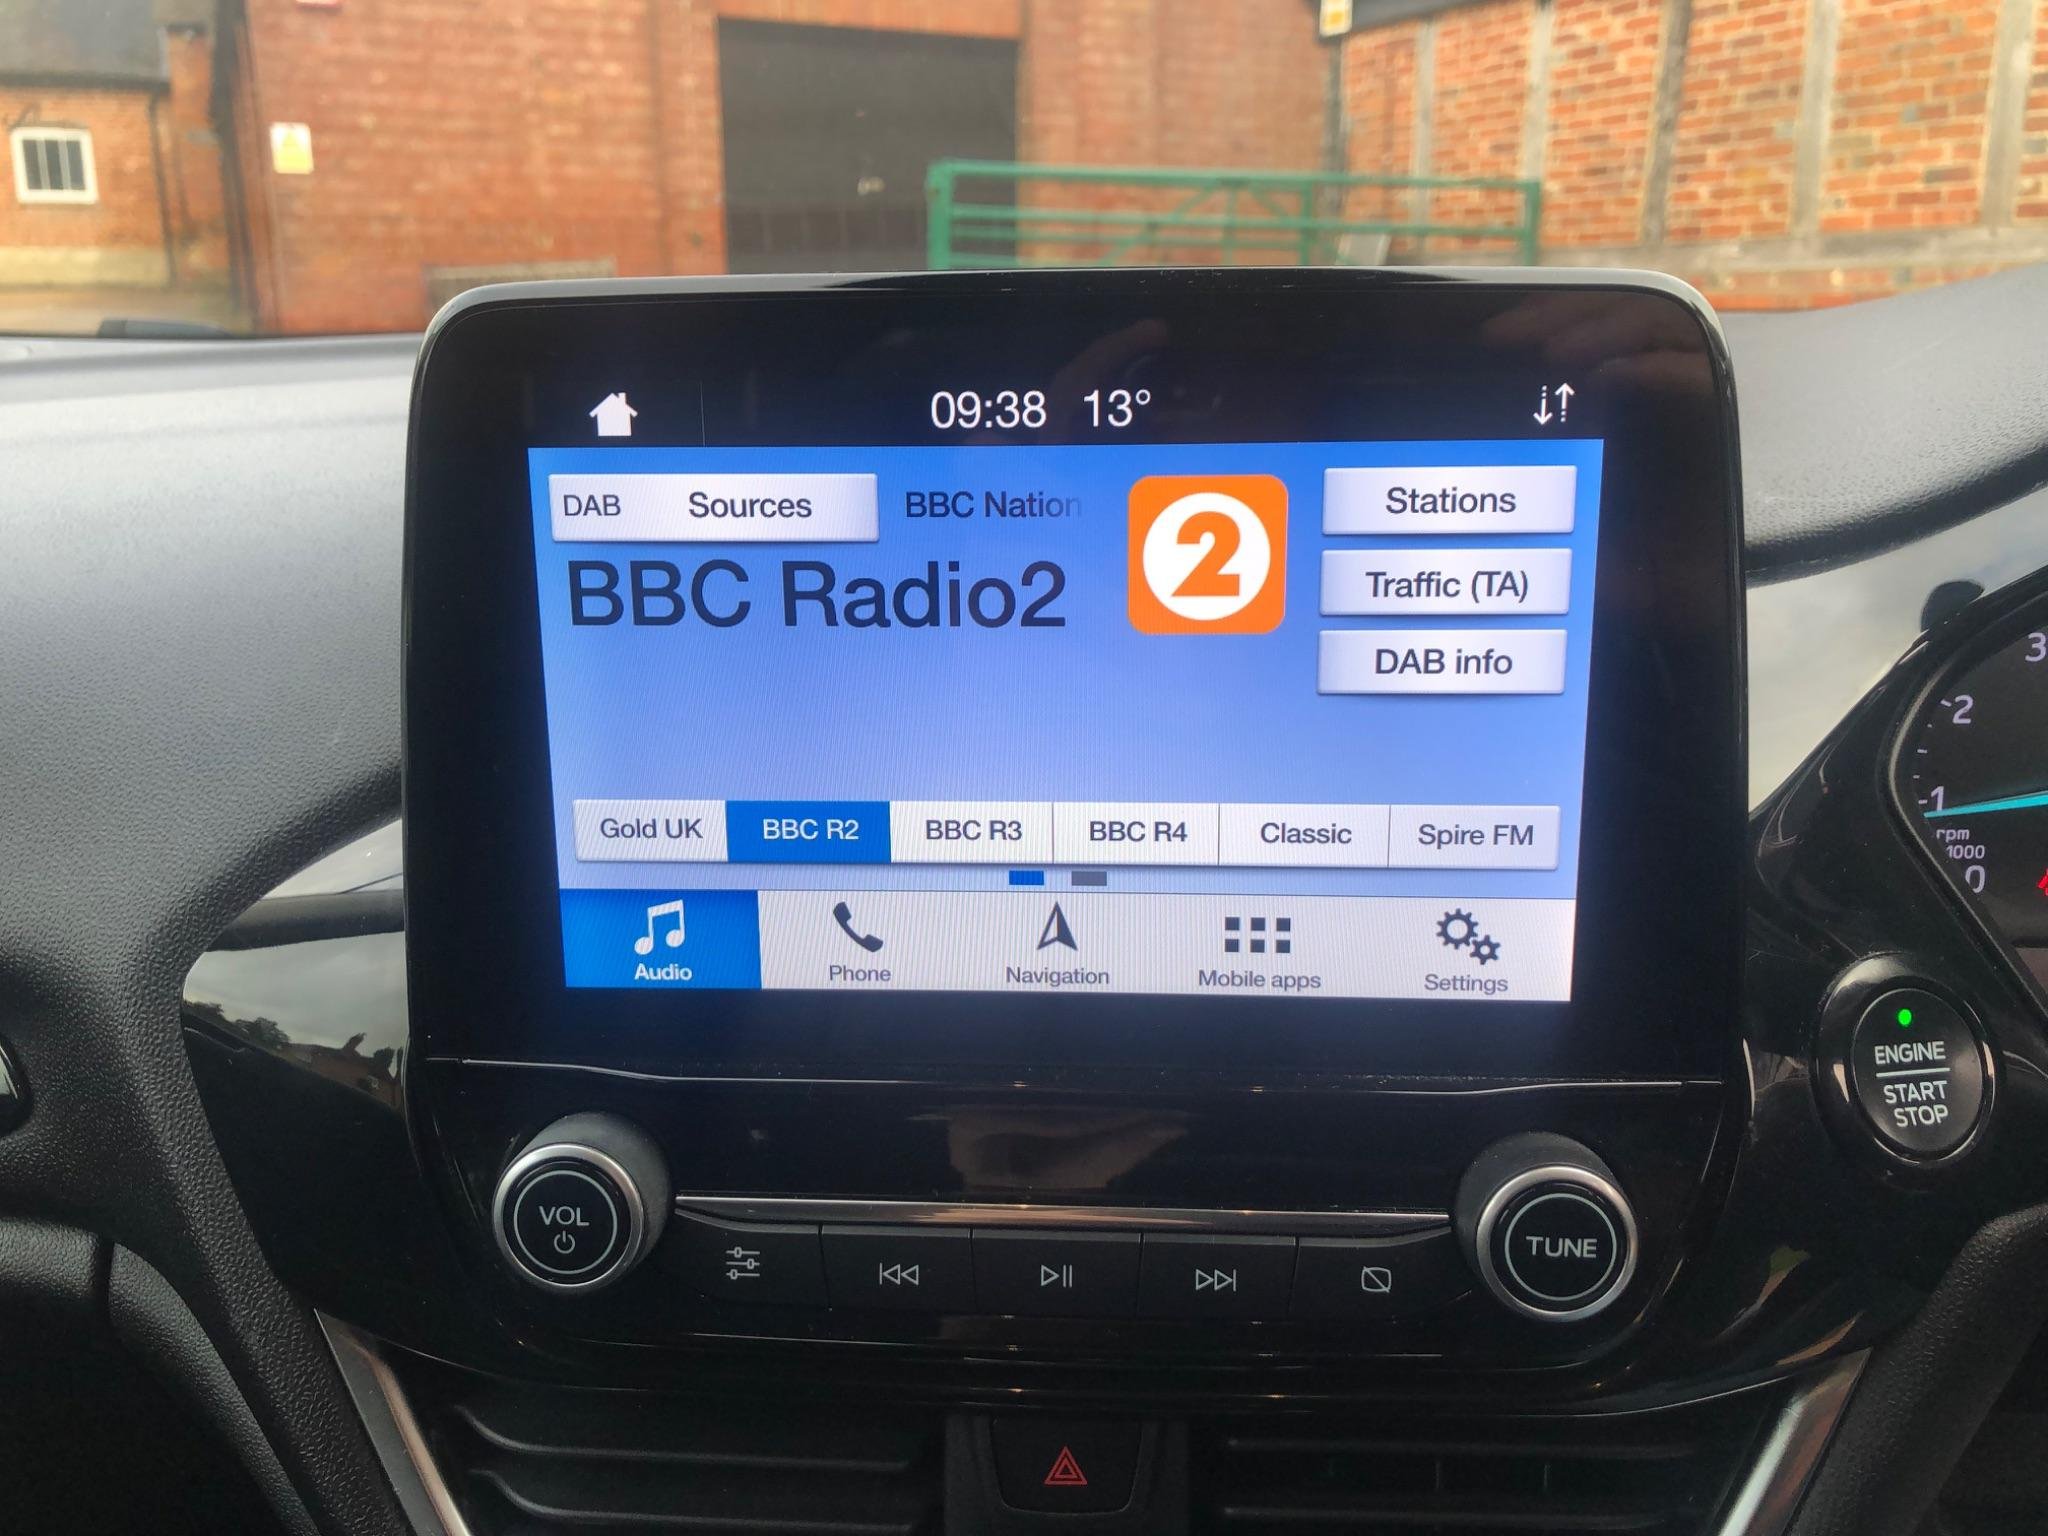 09:38 13°
DAB Sources BBC Nation
2
Stations
BBC Radio2
Traffic (TA)
DAB info
Gold UK BBC R2 BBC R3 BBC R4 Classic Spire FM
Audio Phone Navigation Mobile apps Settings
3
2
1
rpm
1000
0
ENGINE
START
STOP
VOL
TUNE